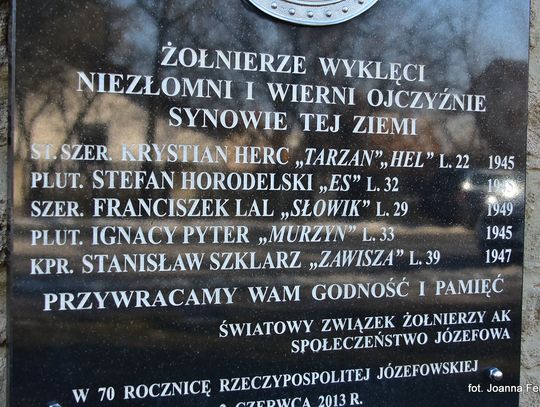 ŻOŁNIERZE WYKLĘCI
NIEZŁOMNI I WIERNI OJCZYŹNIE
SYNOWIE TEJ ZIEMI
ST. SZER. KRYSTIAN HERC „TARZAN”„HEL” L. 22 1945
PLUT. STEFAN HORODELSKI „ES” L. 32
SZER. FRANCISZEK LAL „SŁOWIK” L. 29 1949
PLUT. IGNACY PYTER „MURZYN” L. 33 1945
KPR. STANISŁAW SZKLARZ „ZAWISZA” L. 39 1947
PRZYWRACAMY WAM GODNOŚĆ I PAMIĘĆ
ŚWIATOWY ZWIĄZEK ŻOŁNIERZY AK
SPOŁECZEŃSTWO JÓZEFOWA
W 70 ROCZNICĘ RZECZYPOSPOLITEJ JÓZEFOWSKIEJ
CZERWCA 2013 R.
fot. Joanna